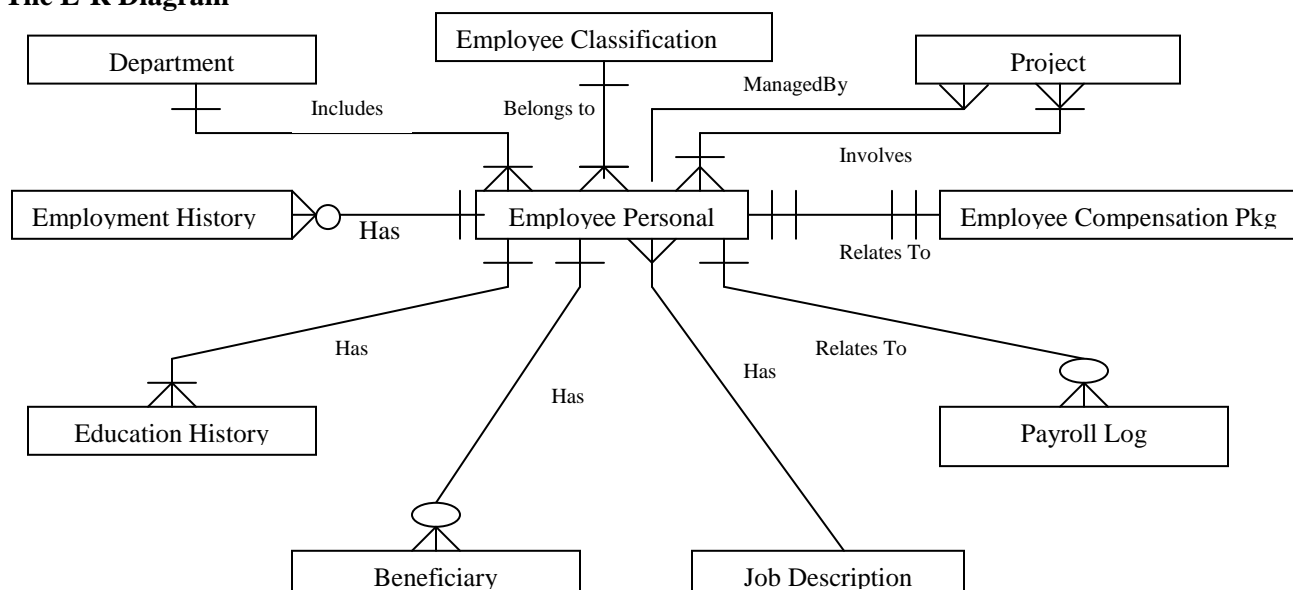 The E-R Diagram
Employee Classification
Department
Project
ManagedBy
Includes
Belongs to
Involves
Employment History
Has
Employee Personal
Employee Compensation Pkg
Relates To
Has
Relates To
Has
Has
Education History
Payroll Log
Beneficiary
Job Description